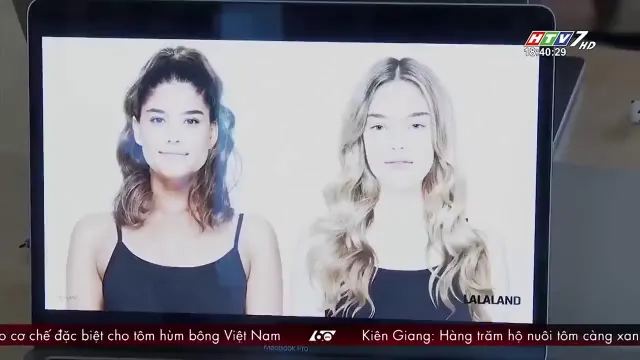 HTV7 HD
18:40:29
LALALAND
o cơ chế đặc biệt cho tôm hùm bông Việt Nam 60 Kiên Giang: Hàng trăm hộ nuôi tôm càng xan